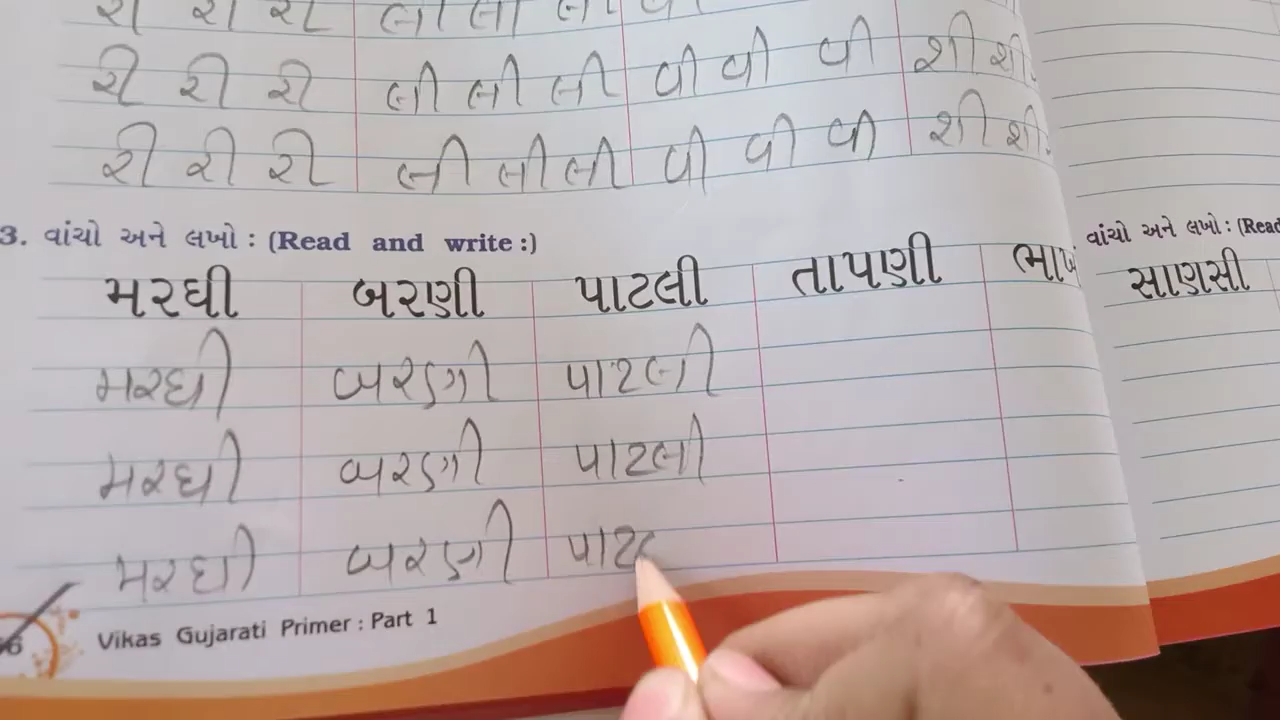 રી રી રી લી લી લી વી વી વી શી શી
રી રી રી લી લી લી વી વી વી શી શી
3. વાંચો અને લખો : (Read and write :)
મરઘી બરણી પાટલી તાપણી
મરઘી બરણી પાટલી
મરઘી બરણી પાટલી
મરઘી બરણી પાટ
Vikas Gujarati Primer : Part 1
વાંચો અને લખો :
સાણસી